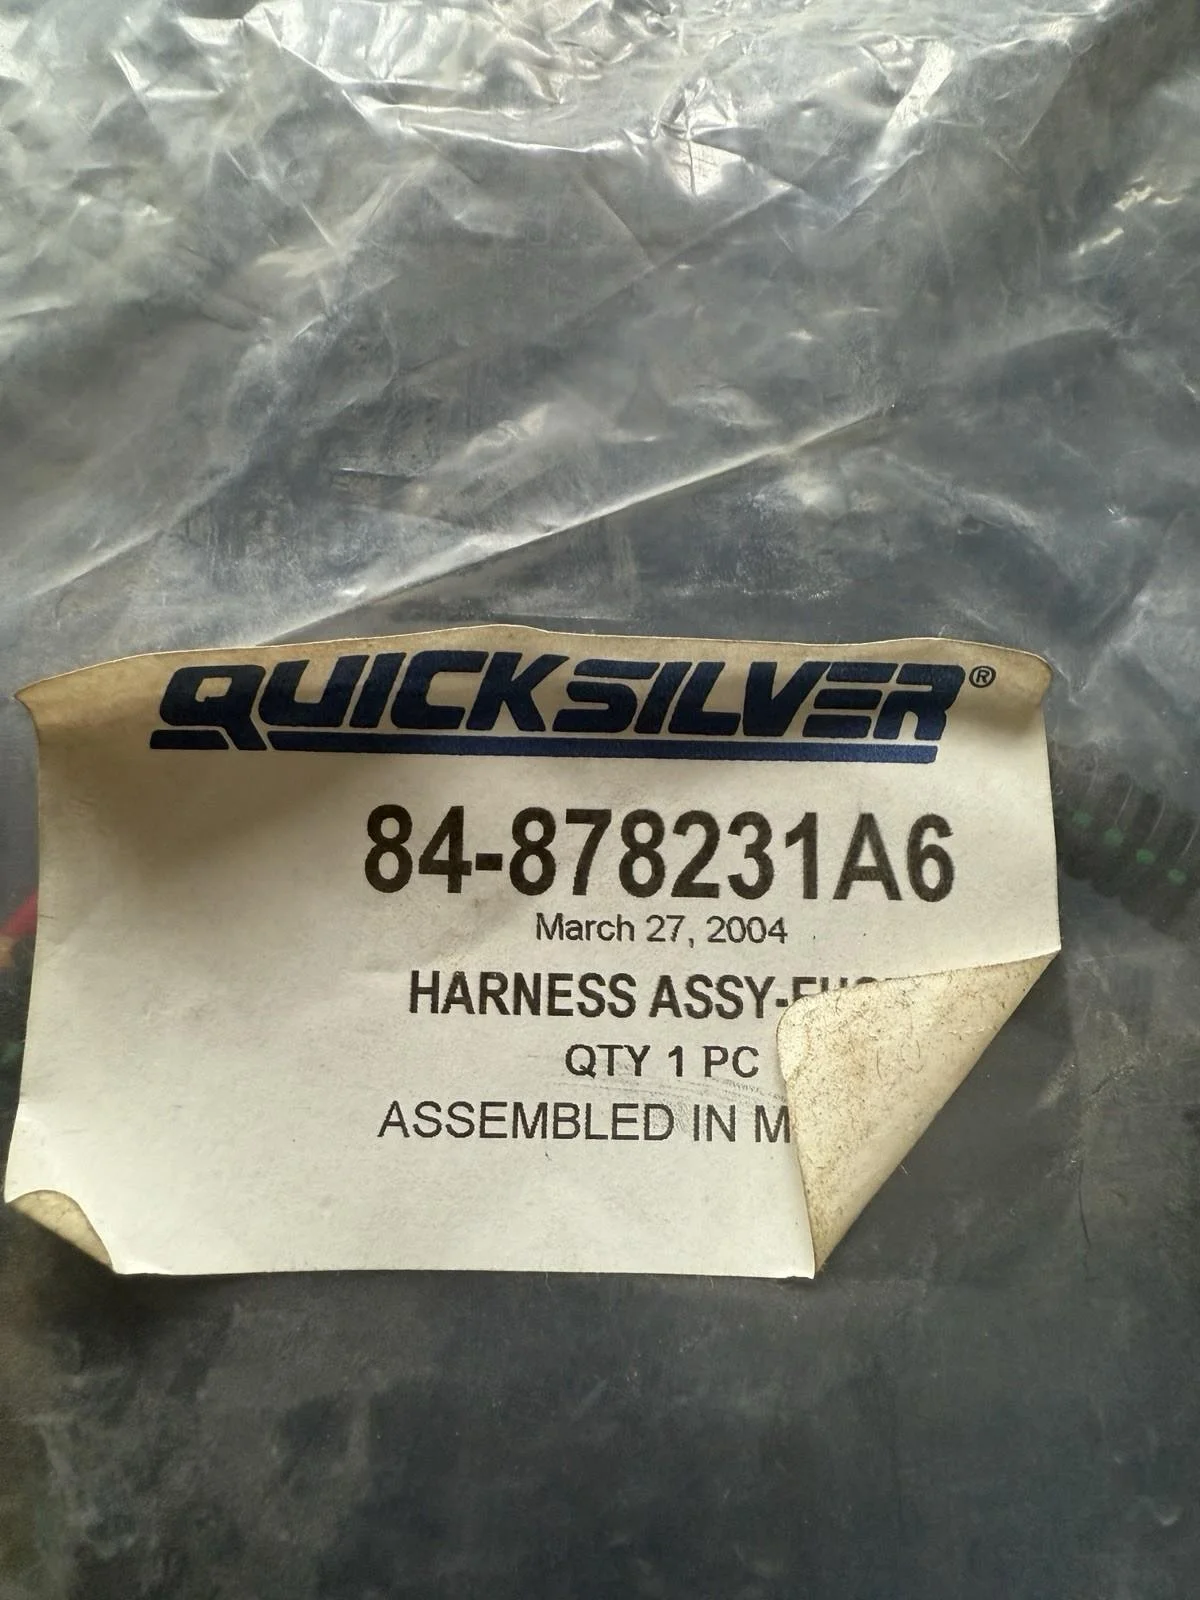 QUICKSILVER®
84-878231A6
March 27, 2004
HARNESS ASSY-
QTY 1 PC
ASSEMBLED IN M